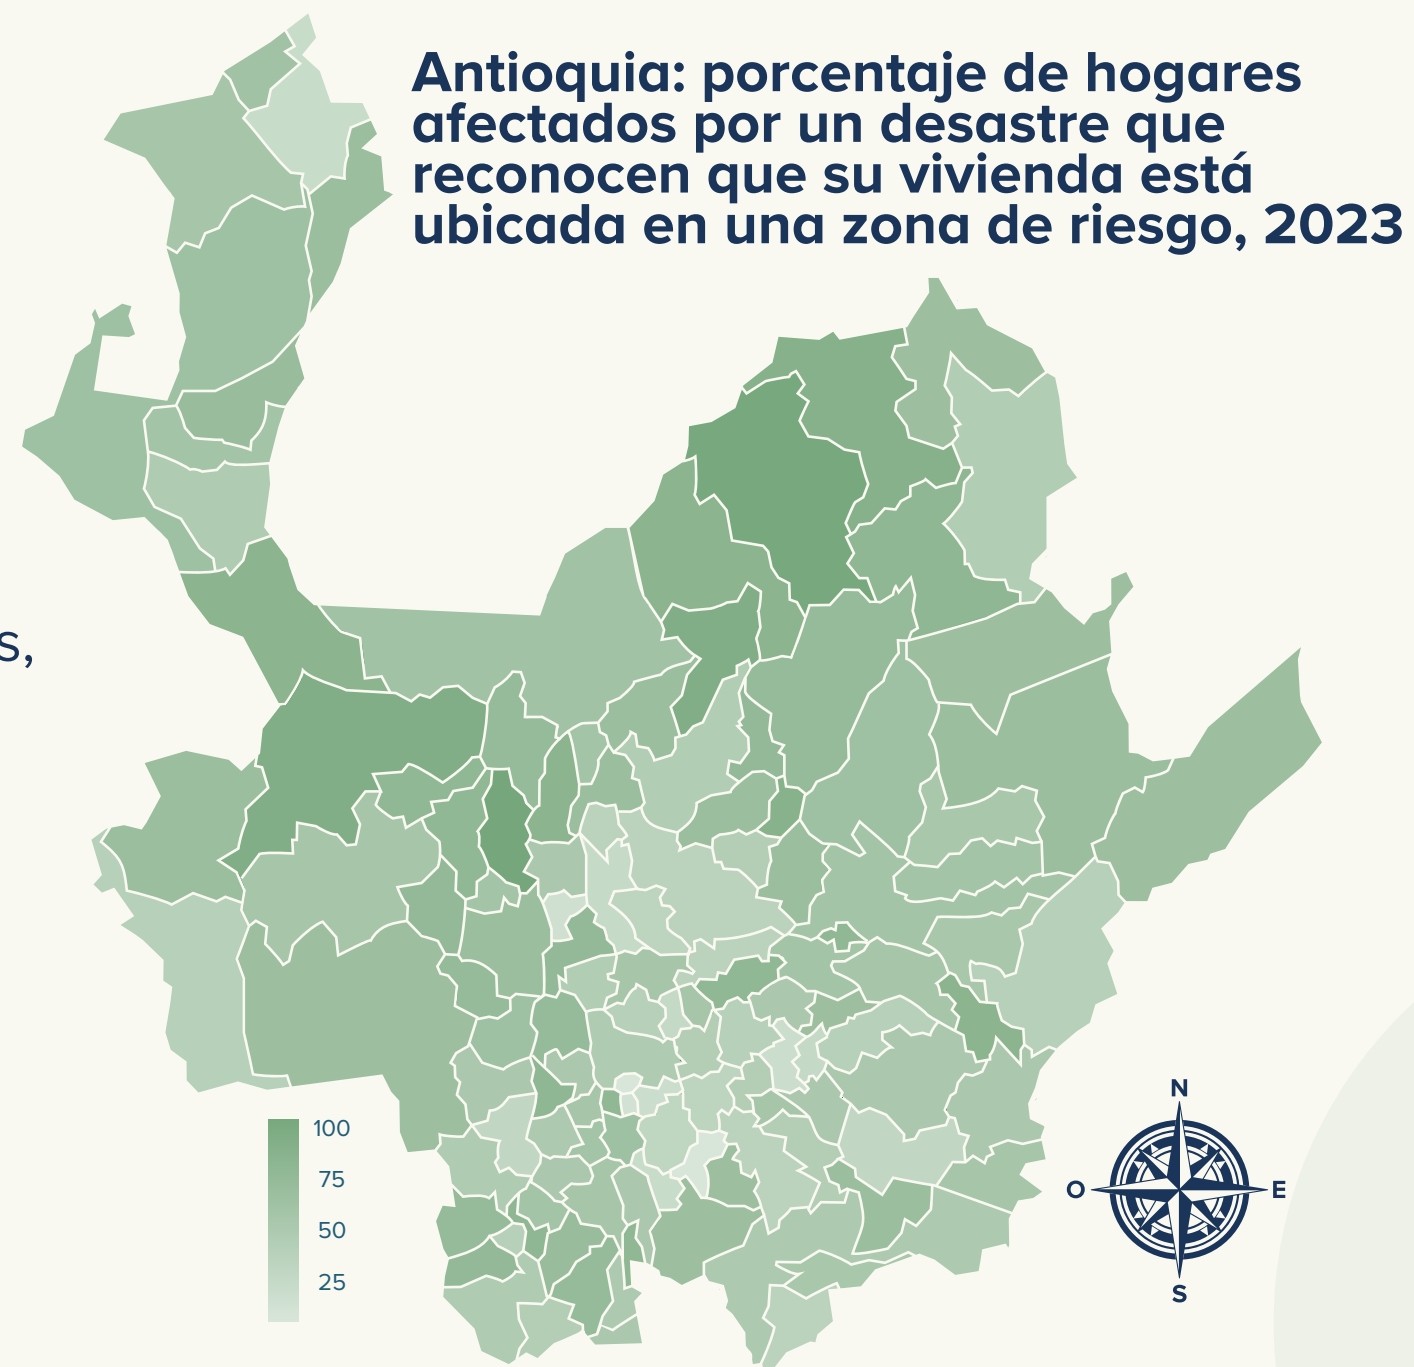 Antioquia: porcentaje de hogares
afectados por un desastre que
reconocen que su vivienda está
ubicada en una zona de riesgo, 2023
s,
100
75
50
25
N
O
E
S